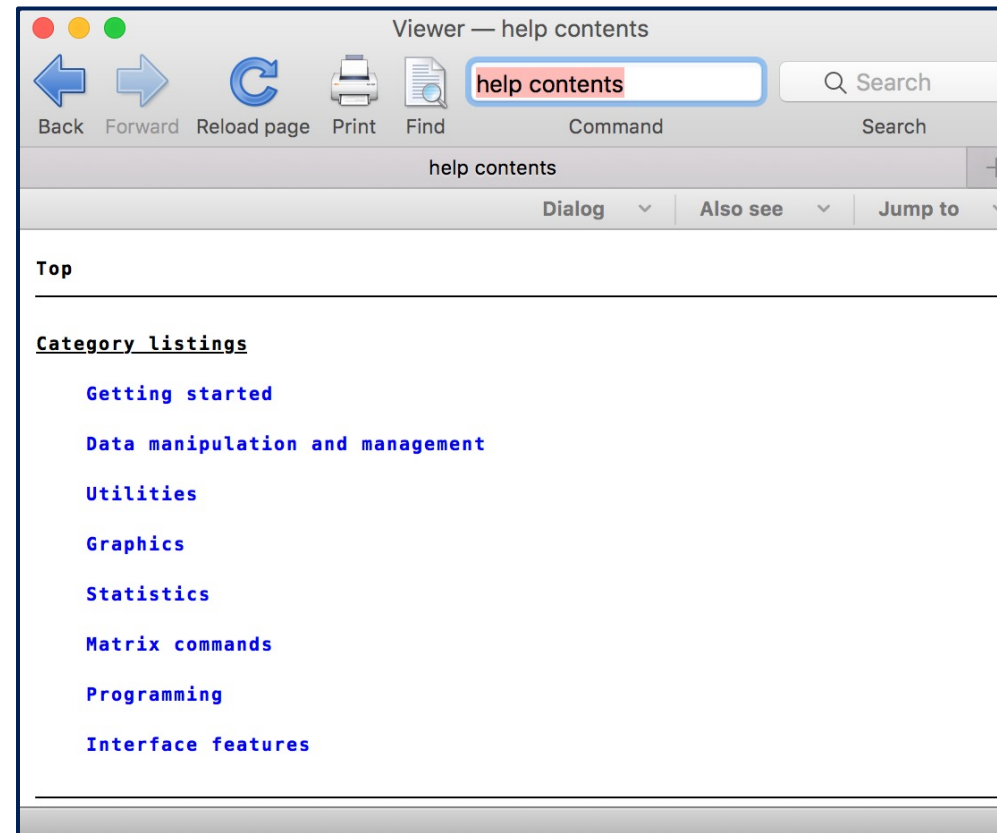 Viewer — help contents
help contents
Search
Back Forward Reload page Print Find Command Search
help contents
Dialog Also see Jump to
Top
Category listings
Getting started
Data manipulation and management
Utilities
Graphics
Statistics
Matrix commands
Programming
Interface features